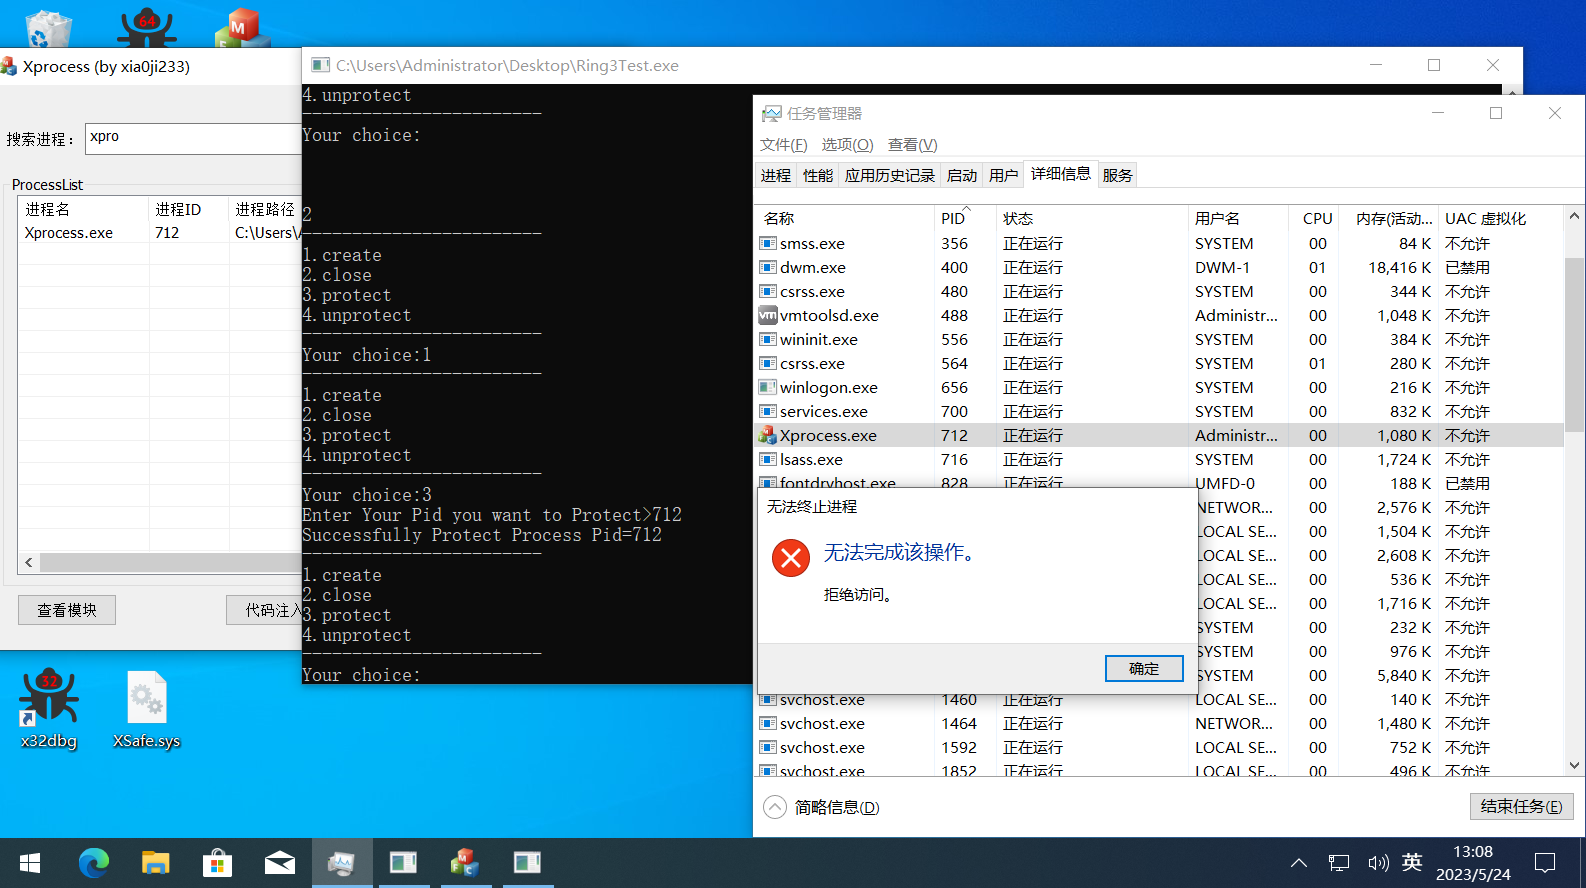 64
M
Xprocess (by xia0ji233)
搜索进程：
xpro
ProcessList
进程名 进程ID 进程路径
Xprocess.exe 712 C:\Users\A
查看模块
代码注入
32
x32dbg
XSafe.sys
C:\Users\Administrator\Desktop\Ring3Test.exe
4.unprotect
------------------------
Your choice:
2
------------------------
1.create
2.close
3.protect
4.unprotect
------------------------
Your choice:1
------------------------
1.create
2.close
3.protect
4.unprotect
------------------------
Your choice:3
Enter Your Pid you want to Protect>712
Successfully Protect Process Pid=712
------------------------
1.create
2.close
3.protect
4.unprotect
------------------------
Your choice:
任务管理器
文件(F) 选项(O) 查看(V)
进程 性能 应用历史记录 启动 用户 详细信息 服务
名称 PID 状态 用户名 CPU 内存(活动... UAC 虚拟化
smss.exe 356 正在运行 SYSTEM 00 84 K 不允许
dwm.exe 400 正在运行 DWM-1 01 18,416 K 已禁用
csrss.exe 480 正在运行 SYSTEM 00 344 K 不允许
vm vmtoolsd.exe 488 正在运行 Administr... 00 1,048 K 不允许
wininit.exe 556 正在运行 SYSTEM 00 384 K 不允许
csrss.exe 564 正在运行 SYSTEM 01 280 K 不允许
winlogon.exe 656 正在运行 SYSTEM 00 216 K 不允许
services.exe 700 正在运行 SYSTEM 00 832 K 不允许
Xprocess.exe 712 正在运行 Administr... 00 1,080 K 不允许
lsass.exe 716 正在运行 SYSTEM 00 1,724 K 不允许
fontdrvhost.exe 828 正在运行 UMFD-0 00 188 K 已禁用
NETWOR... 00 2,576 K 不允许
LOCAL SE... 00 1,504 K 不允许
LOCAL SE... 00 2,608 K 不允许
LOCAL SE... 00 536 K 不允许
LOCAL SE... 00 1,716 K 不允许
SYSTEM 00 232 K 不允许
SYSTEM 00 976 K 不允许
SYSTEM 00 5,840 K 不允许
svchost.exe 1460 正在运行 LOCAL SE... 00 140 K 不允许
svchost.exe 1464 正在运行 NETWOR... 00 1,480 K 不允许
svchost.exe 1592 正在运行 LOCAL SE... 00 752 K 不允许
svchost.exe 1852 正在运行 LOCAL SE... 00 496 K 不允许
无法终止进程
无法完成该操作。
拒绝访问。
确定
简略信息(D)
结束任务(E)
英
13:08
2023/5/24